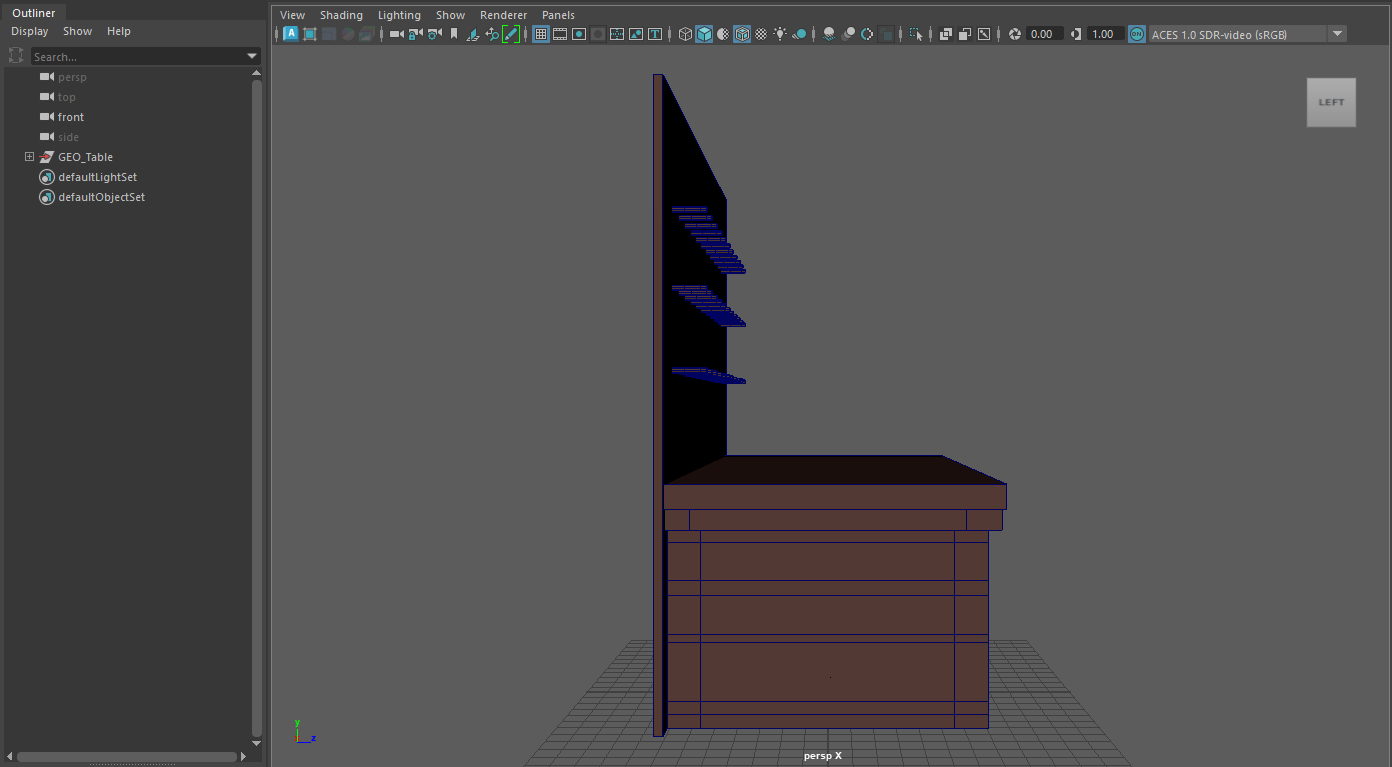 Outliner
Display Show Help
Search...
persp
top
front
side
GEO_Table
defaultLightSet
defaultObjectSet
View Shading Lighting Show Renderer Panels
A
T
0.00
1.00
ON
ACES 1.0 SDR-video (sRGB)
LEFT
y
z
persp X